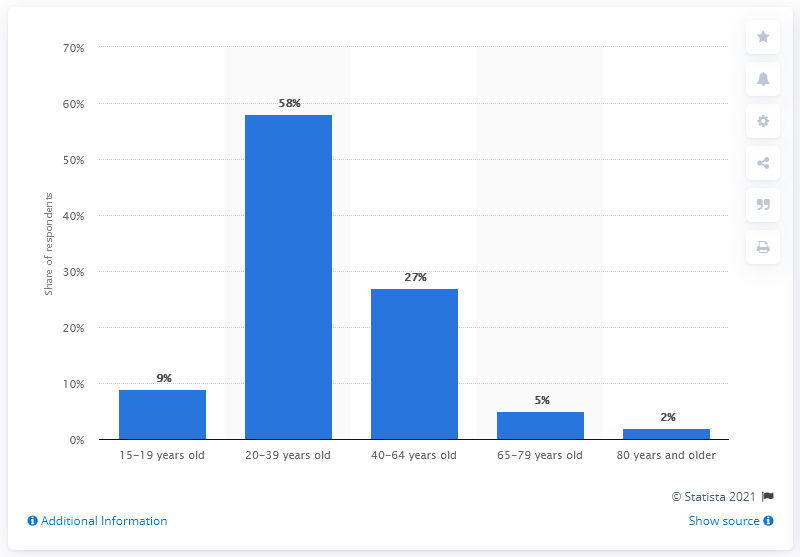 70%
60%
50%
40%
30%
20%
10%
0%
Share of respondents
9%
58%
27%
5%
2%
15–19 years old
20–39 years old
40–64 years old
65–79 years old
80 years and older
© Statista 2021
Additional Information
Show source